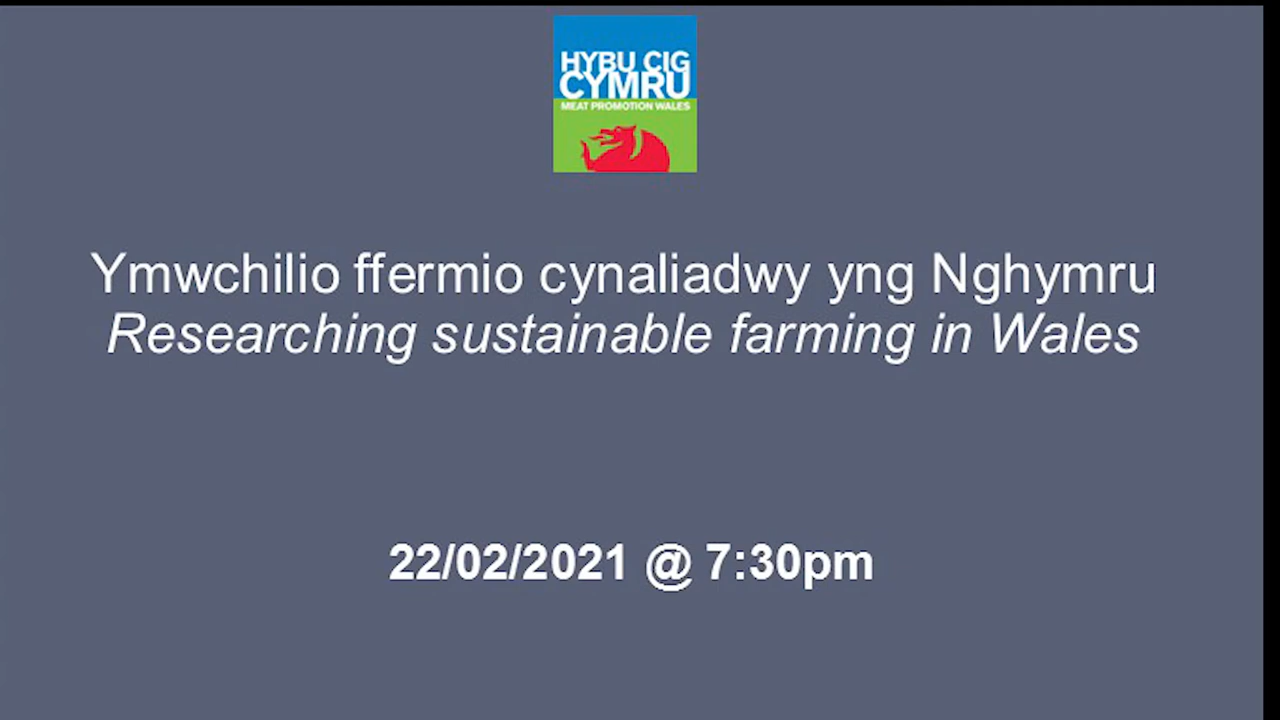 HYBU CIG
CYMRU
MEAT PROMOTION WALES
Ymwchilio ffermio cynaliadwy yng Nghymru
Researching sustainable farming in Wales
22/02/2021 @ 7:30pm